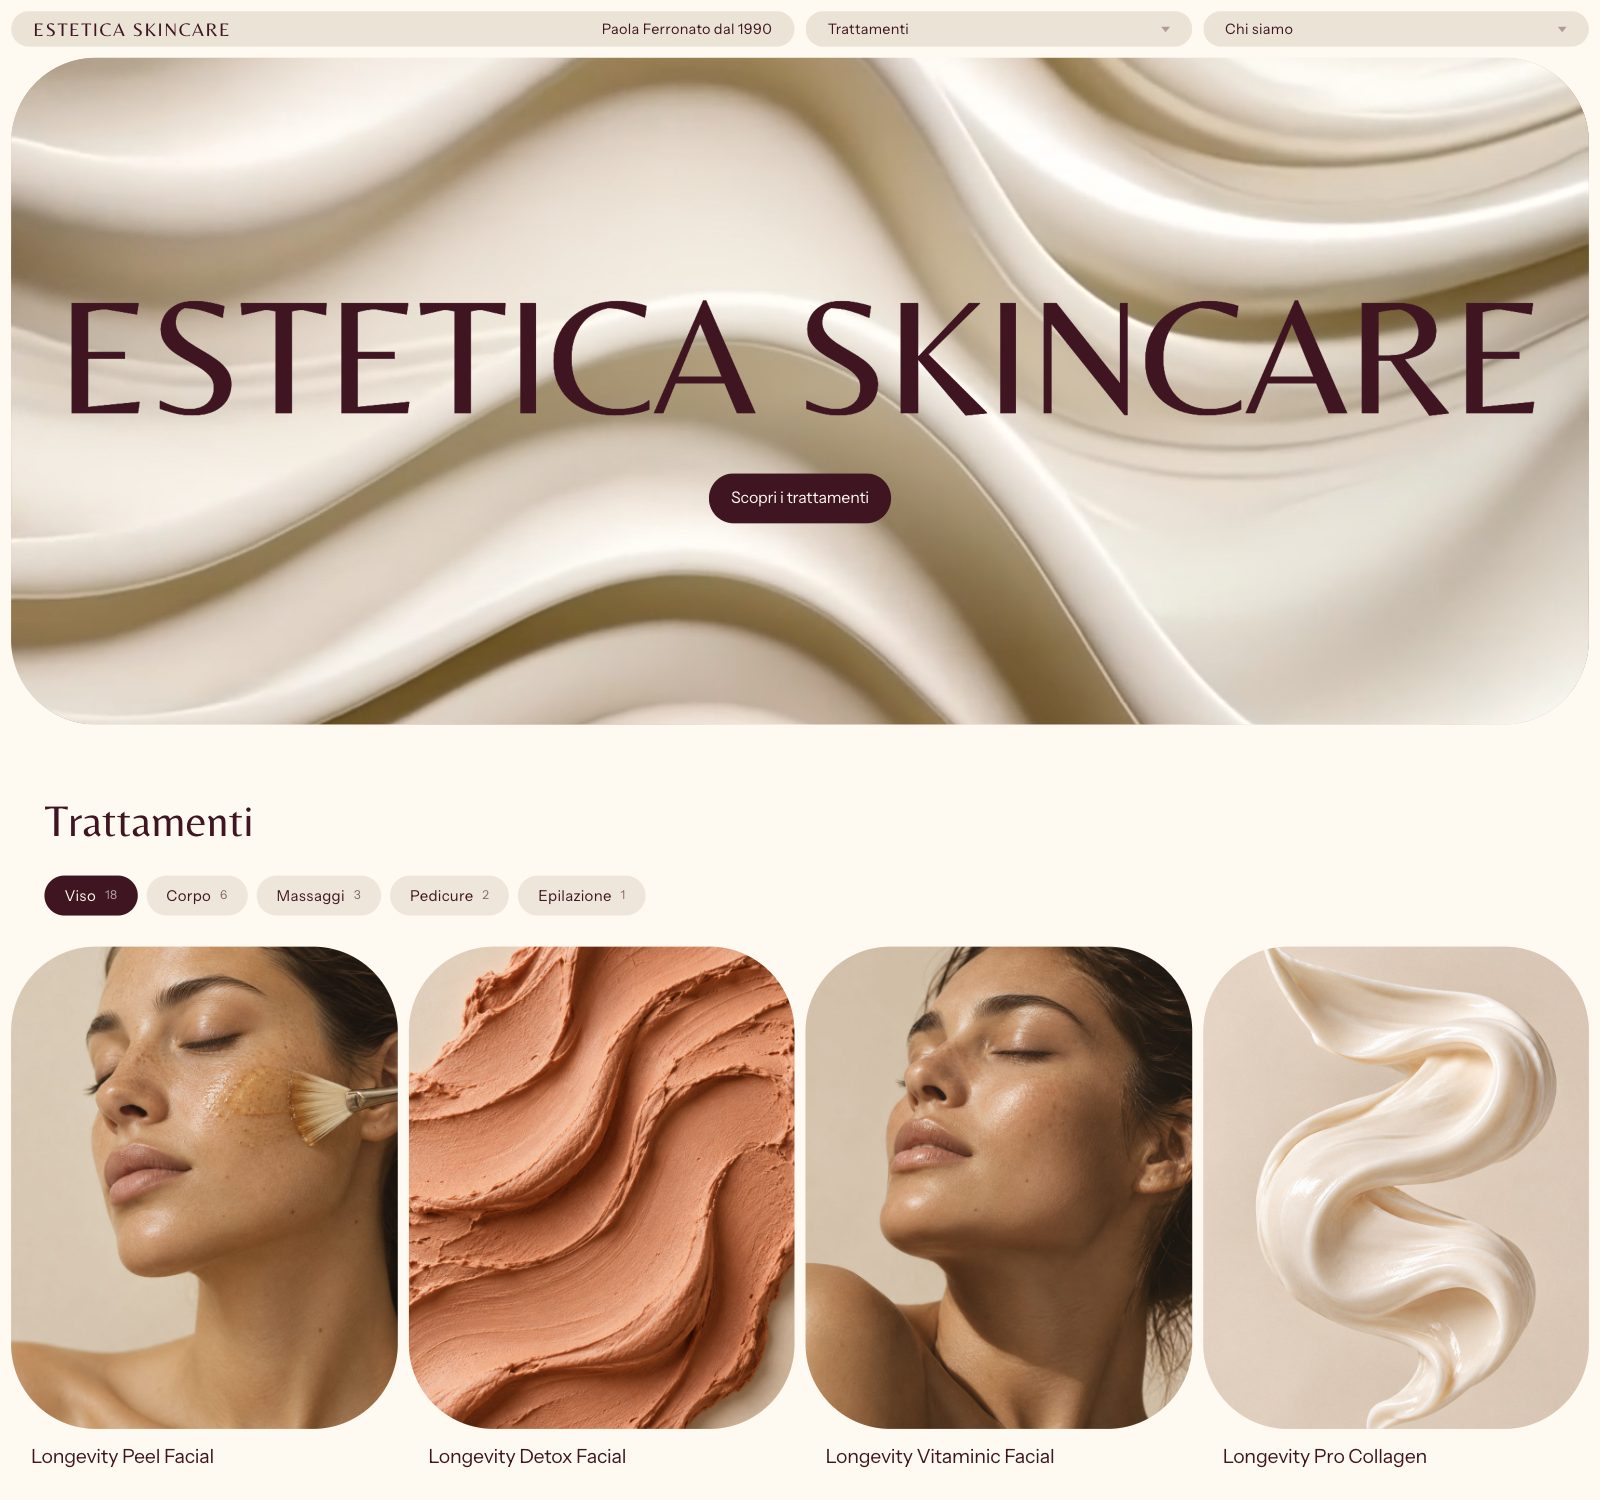 ESTETICA SKINCARE
Paola Ferronato dal 1990
Trattamenti
Chi siamo
ESTETICA SKINCARE
Scopri i trattamenti
Trattamenti
Viso 18
Corpo 6
Massaggi 3
Pedicure 2
Epilazione 1
Longevity Peel Facial
Longevity Detox Facial
Longevity Vitaminic Facial
Longevity Pro Collagen